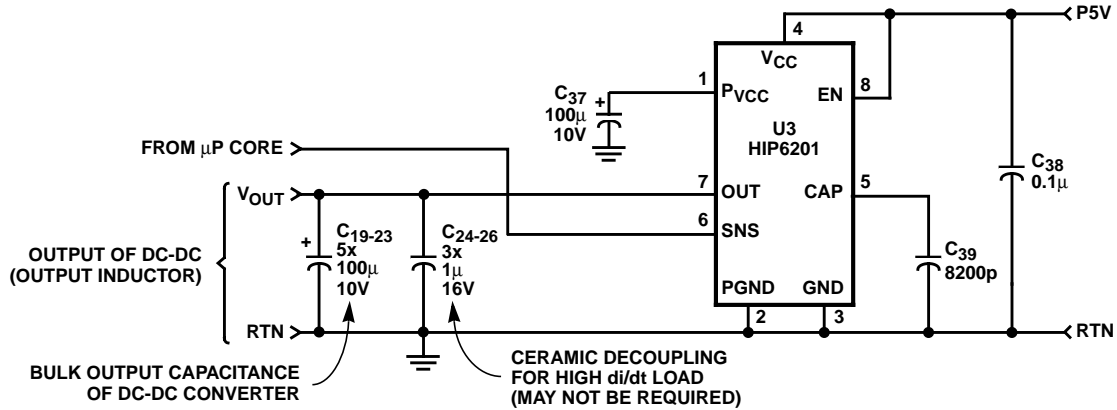 P5V
4
VCC
1
PVCC
EN
8
C37
100µ
10V
+
U3
HIP6201
FROM µP CORE
C38
0.1µ
VOUT
7
OUT
CAP
5
6
SNS
OUTPUT OF DC-DC
(OUTPUT INDUCTOR)
+
C19-23
5x
100µ
10V
C24-26
3x
1µ
16V
C39
8200p
PGND
GND
2
3
RTN
RTN
BULK OUTPUT CAPACITANCE
OF DC-DC CONVERTER
CERAMIC DECOUPLING
FOR HIGH di/dt LOAD
(MAY NOT BE REQUIRED)